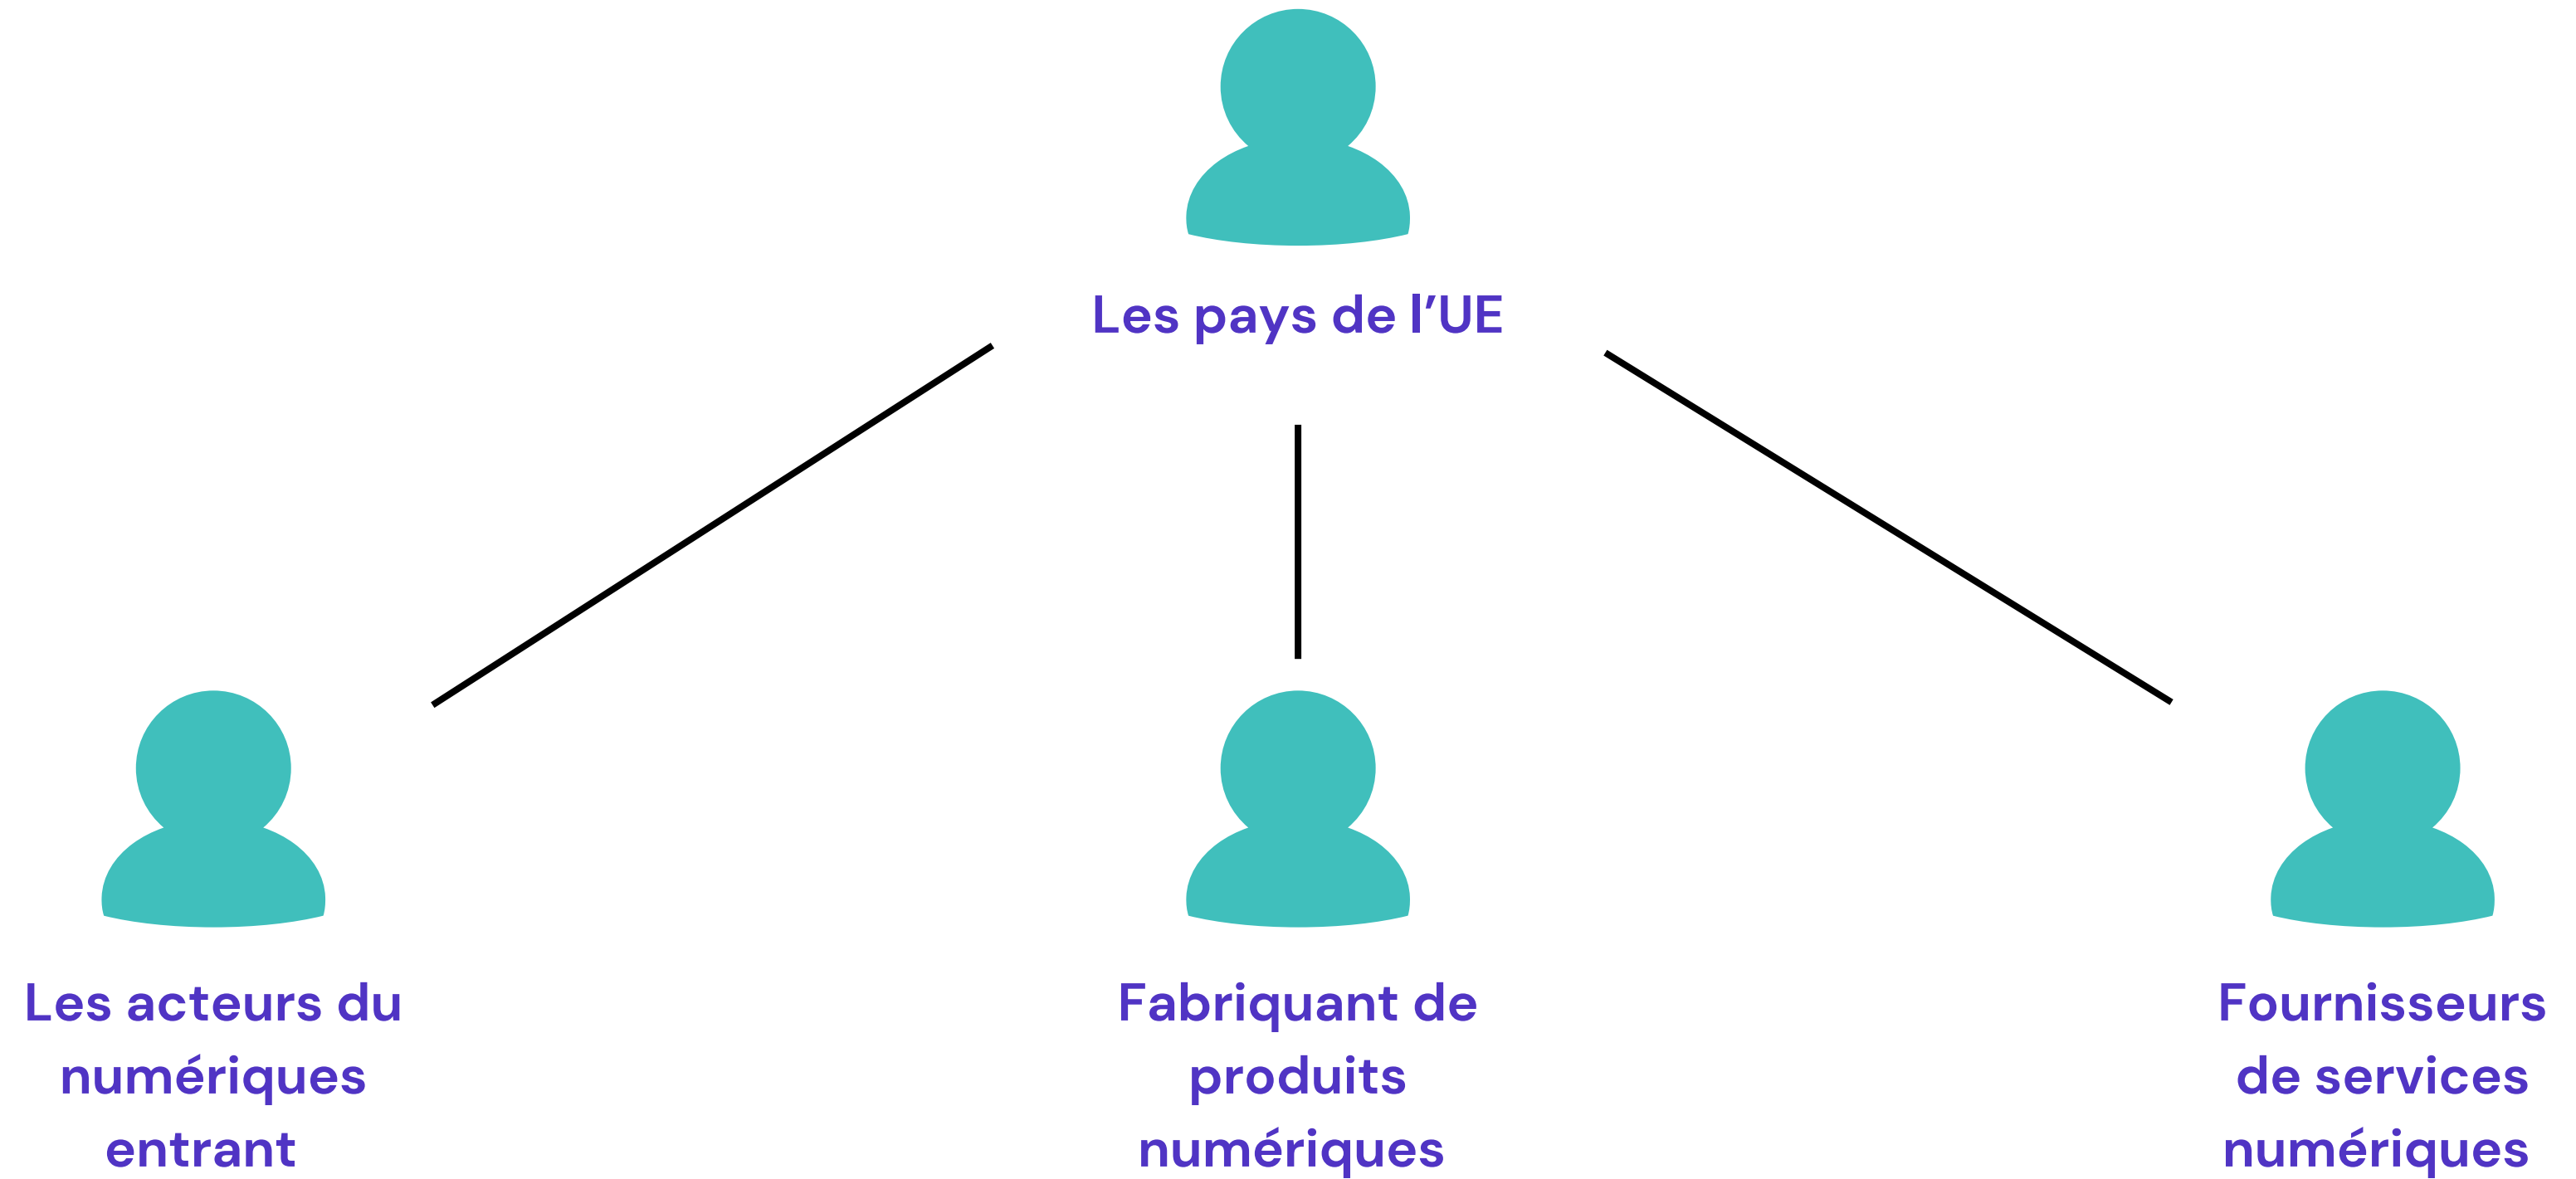 Les pays de l’UE
Les acteurs du
numériques
entrant
Fabriquant de
produits
numériques
Fournisseurs
de services
numériques